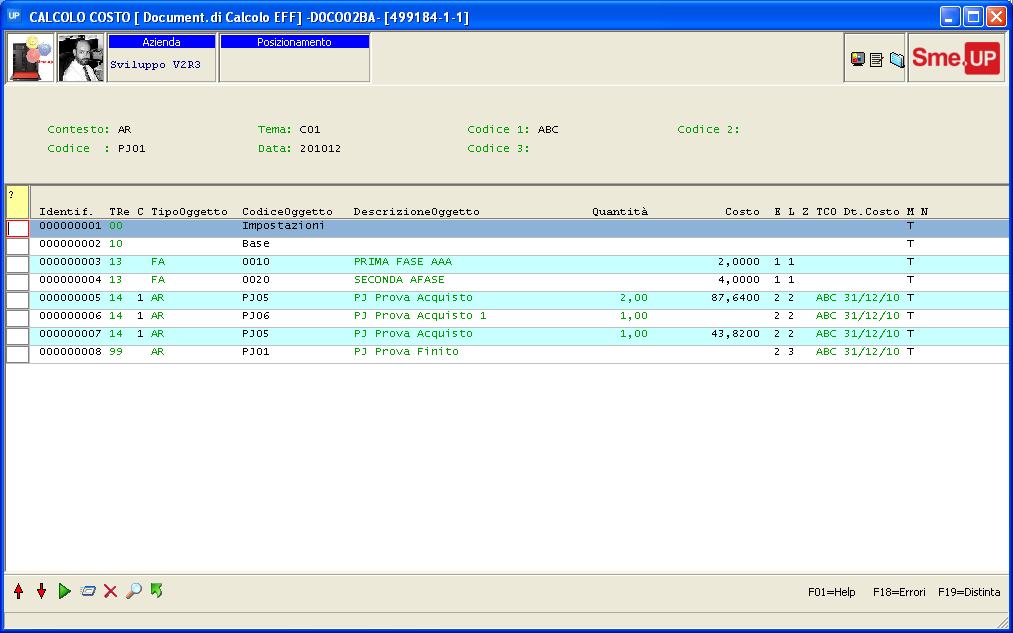 UP CALCOLO COSTO [ Document.di Calcolo EFF] -D0CO02BA- [499184-1-1]
Azienda Posizionamento
Sviluppo V2R3
Sme.UP
Contesto: AR Tema: C01 Codice 1: ABC Codice 2:
Codice : PJ01 Data: 201012 Codice 3:
?
Identif. TRe C TipoOggetto CodiceOggetto DescrizioneOggetto Quantità Costo E L Z TCO Dt.Costo M N
000000001 00 Impostazioni T
000000002 10 Base T
000000003 13 FA 0010 PRIMA FASE AAA 2,0000 1 1 T
000000004 13 FA 0020 SECONDA AFASE 4,0000 1 1 T
000000005 14 1 AR PJ05 PJ Prova Acquisto 2,00 87,6400 2 2 ABC 31/12/10 T
000000006 14 1 AR PJ06 PJ Prova Acquisto 1 1,00 2 2 ABC 31/12/10 T
000000007 14 1 AR PJ05 PJ Prova Acquisto 1,00 43,8200 2 2 ABC 31/12/10 T
000000008 99 AR PJ01 PJ Prova Finito 2 3 ABC 31/12/10 T
F01=Help F18=Errori F19=Distinta